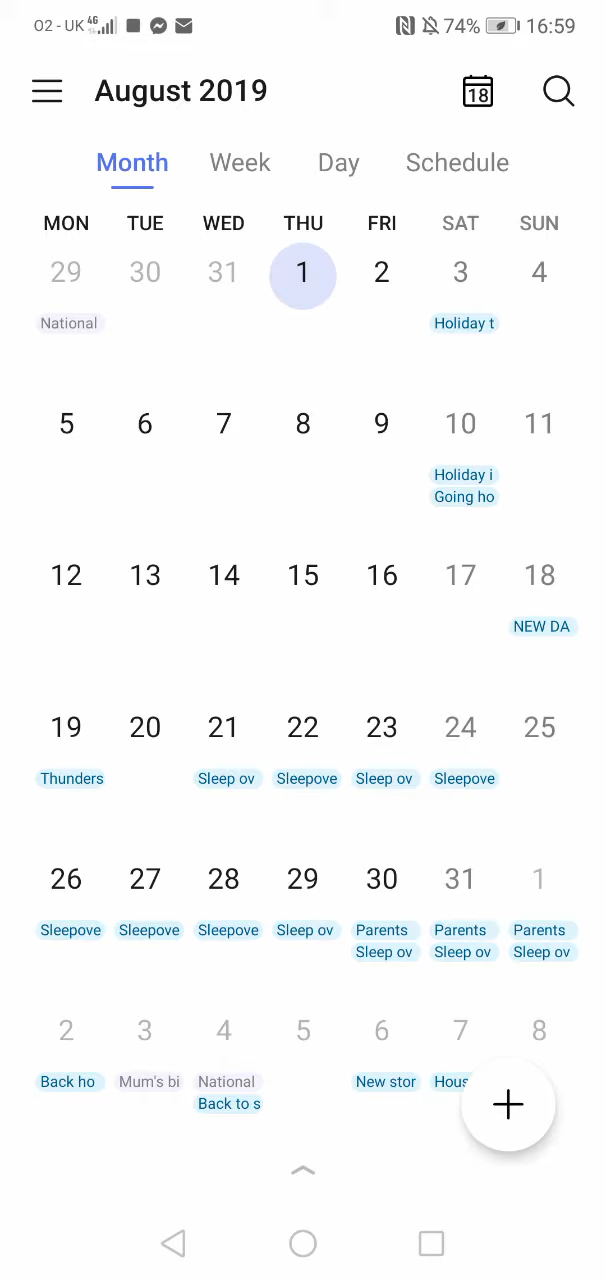 O2 - UK 4G 74% 16:59
August 2019 18
Month Week Day Schedule
MON TUE WED THU FRI SAT SUN
29 30 31 1 2 3 4
National Holiday t
5 6 7 8 9 10 11
Holiday i
Going ho
12 13 14 15 16 17 18
NEW DA
19 20 21 22 23 24 25
Thunders Sleep ov Sleepove Sleep ov Sleepove
26 27 28 29 30 31 1
Sleepove Sleepove Sleepove Sleep ov Parents Parents Parents
Sleep ov Sleep ov Sleep ov
2 3 4 5 6 7 8
Back ho Mum's bi National New stor Hous
Back to s